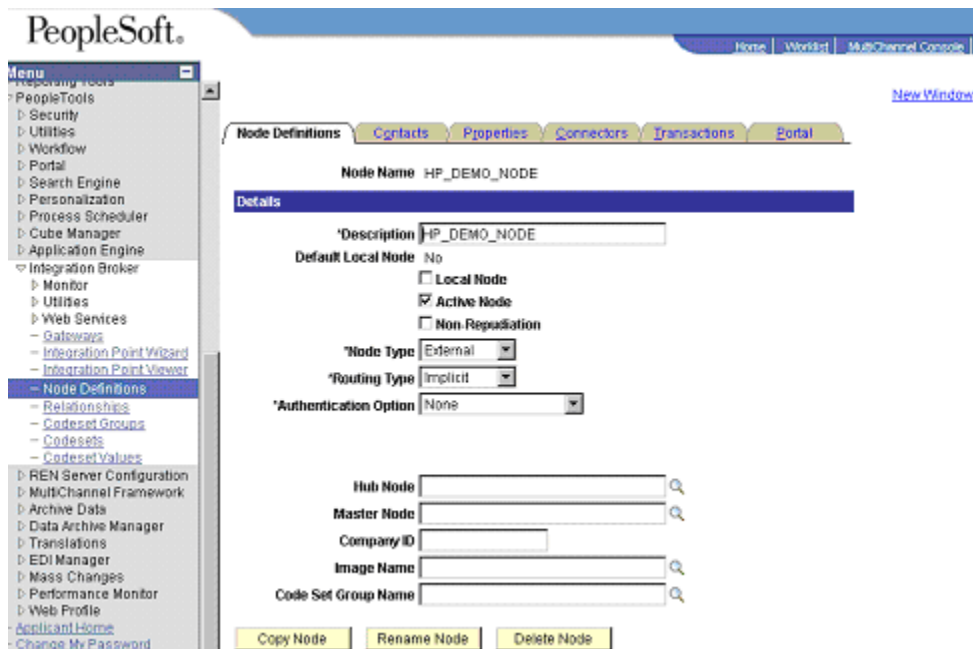 PeopleSoft.
Home | Worklist | MultiChannel Console
New Window
Menu
Reporting Tools
PeopleTools
Security
Utilities
Workflow
Portal
Search Engine
Personalization
Process Scheduler
Cube Manager
Application Engine
Integration Broker
Monitor
Utilities
Web Services
Gateways
Integration Point Wizard
Integration Point Viewer
Node Definitions
Relationships
Codeset Groups
Codesets
Codeset Values
REN Server Configuration
MultiChannel Framework
Archive Data
Data Archive Manager
Translations
EDI Manager
Mass Changes
Performance Monitor
Web Profile
Applicant Home
Change My Password
Node Definitions Contacts Properties Connectors Transactions Portal
Node Name HP_DEMO_NODE
Details
*Description HP_DEMO_NODE
Default Local Node No
Local Node
Active Node
Non-Repudiation
*Node Type External
*Routing Type Implicit
*Authentication Option None
Hub Node
Master Node
Company ID
Image Name
Code Set Group Name
Copy Node Rename Node Delete Node